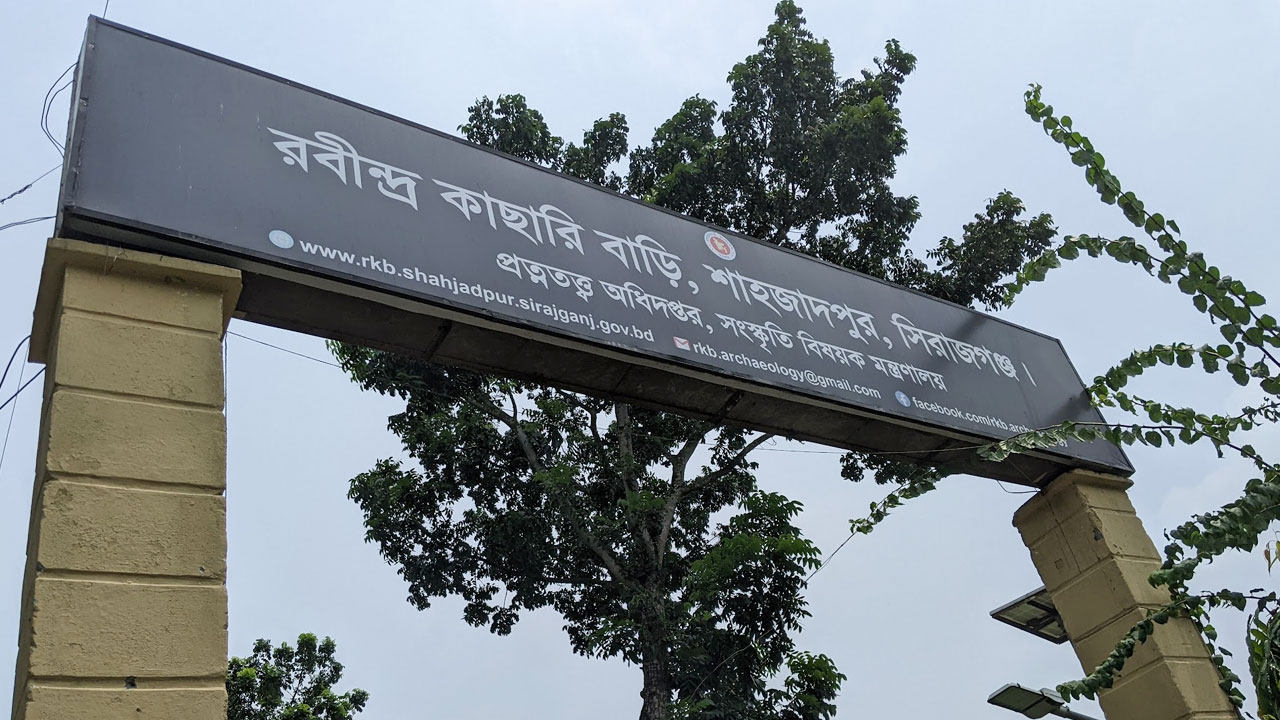 রবীন্দ্র কাছারি বাড়ি, শাহজাদপুর, সিরাজগঞ্জ।
প্রত্নতত্ত্ব অধিদপ্তর, সংস্কৃতি বিষয়ক মন্ত্রণালয়
www.rkb.shahjadpur.sirajganj.gov.bd rkb.archaeology@gmail.com